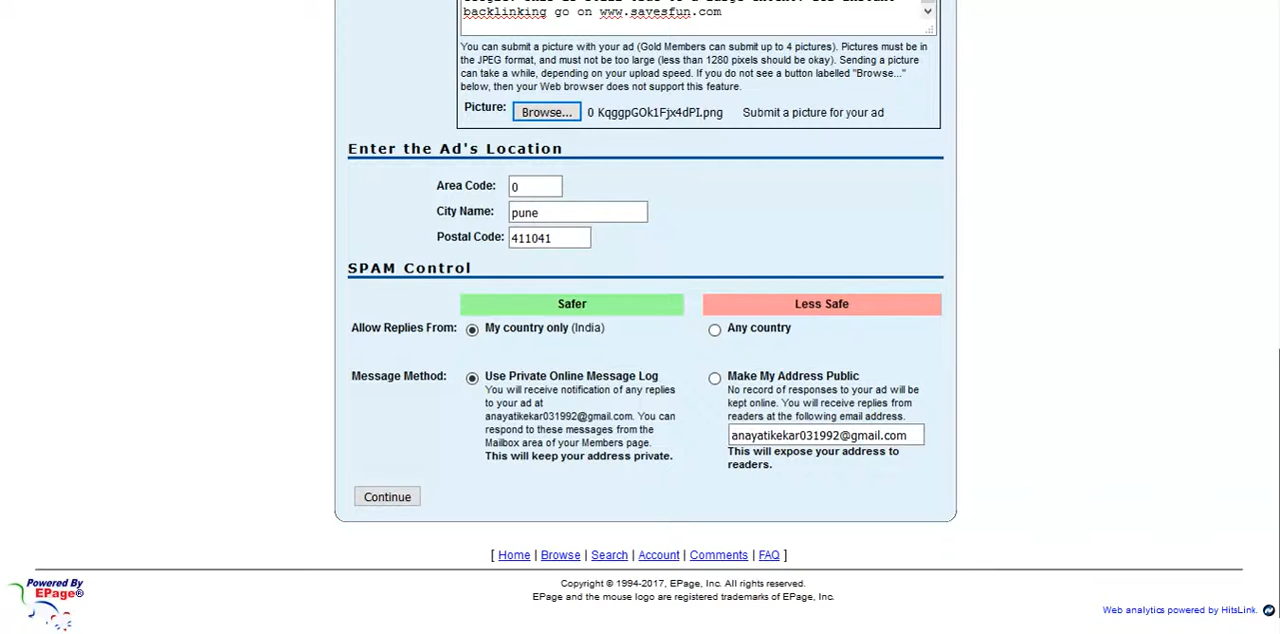 backlinking go on www.savesfun.com
You can submit a picture with your ad (Gold Members can submit up to 4 pictures). Pictures must be in
the JPEG format, and must not be too large (less than 1280 pixels should be okay). Sending a picture
can take a while, depending on your upload speed. If you do not see a button labelled "Browse..."
below, then your Web browser does not support this feature.
Picture: Browse... 0 KqggpGOk1Fjx4dPI.png Submit a picture for your ad
Enter the Ad's Location
Area Code: 0
City Name: pune
Postal Code: 411041
SPAM Control
Safer Less Safe
Allow Replies From: My country only (India) Any country
Message Method: Use Private Online Message Log Make My Address Public
You will receive notification of any replies No record of responses to your ad will be
to your ad at kept online. You will receive replies from
anayatikekar031992@gmail.com. You can readers at the following email address.
respond to these messages from the anayatikekar031992@gmail.com
Mailbox area of your Members page. This will expose your address to
This will keep your address private. readers.
Continue
[ Home | Browse | Search | Account | Comments | FAQ ]
Powered By
EPage®
Copyright © 1994-2017, EPage, Inc. All rights reserved.
EPage and the mouse logo are registered trademarks of EPage, Inc.
Web analytics powered by HitsLink.